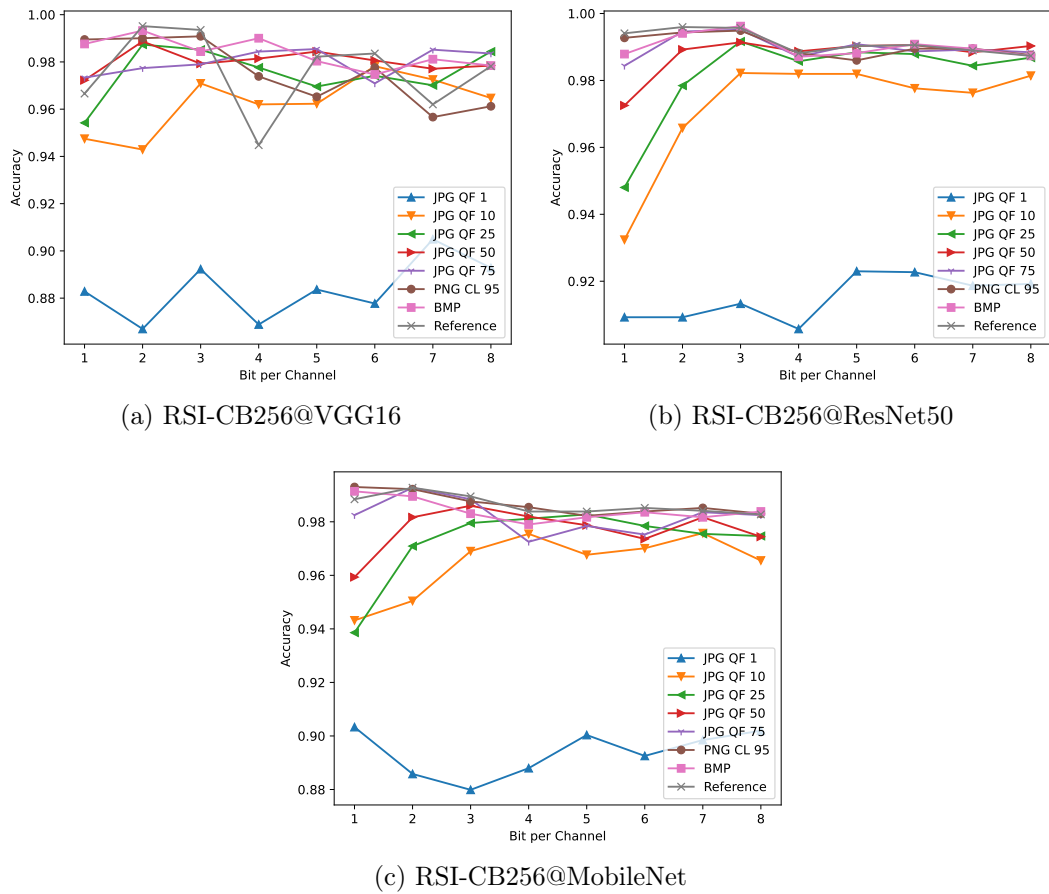 1.00
0.98
0.96
0.94
0.92
0.90
0.88
Accuracy
1 2 3 4 5 6 7 8
Bit per Channel
JPG QF 1
JPG QF 10
JPG QF 25
JPG QF 50
JPG QF 75
PNG CL 95
BMP
Reference
(a) RSI-CB256@VGG16
1.00
0.98
0.96
0.94
0.92
Accuracy
1 2 3 4 5 6 7 8
Bit per Channel
JPG QF 1
JPG QF 10
JPG QF 25
JPG QF 50
JPG QF 75
PNG CL 95
BMP
Reference
(b) RSI-CB256@ResNet50
0.98
0.96
0.94
0.92
0.90
0.88
Accuracy
1 2 3 4 5 6 7 8
Bit per Channel
JPG QF 1
JPG QF 10
JPG QF 25
JPG QF 50
JPG QF 75
PNG CL 95
BMP
Reference
(c) RSI-CB256@MobileNet